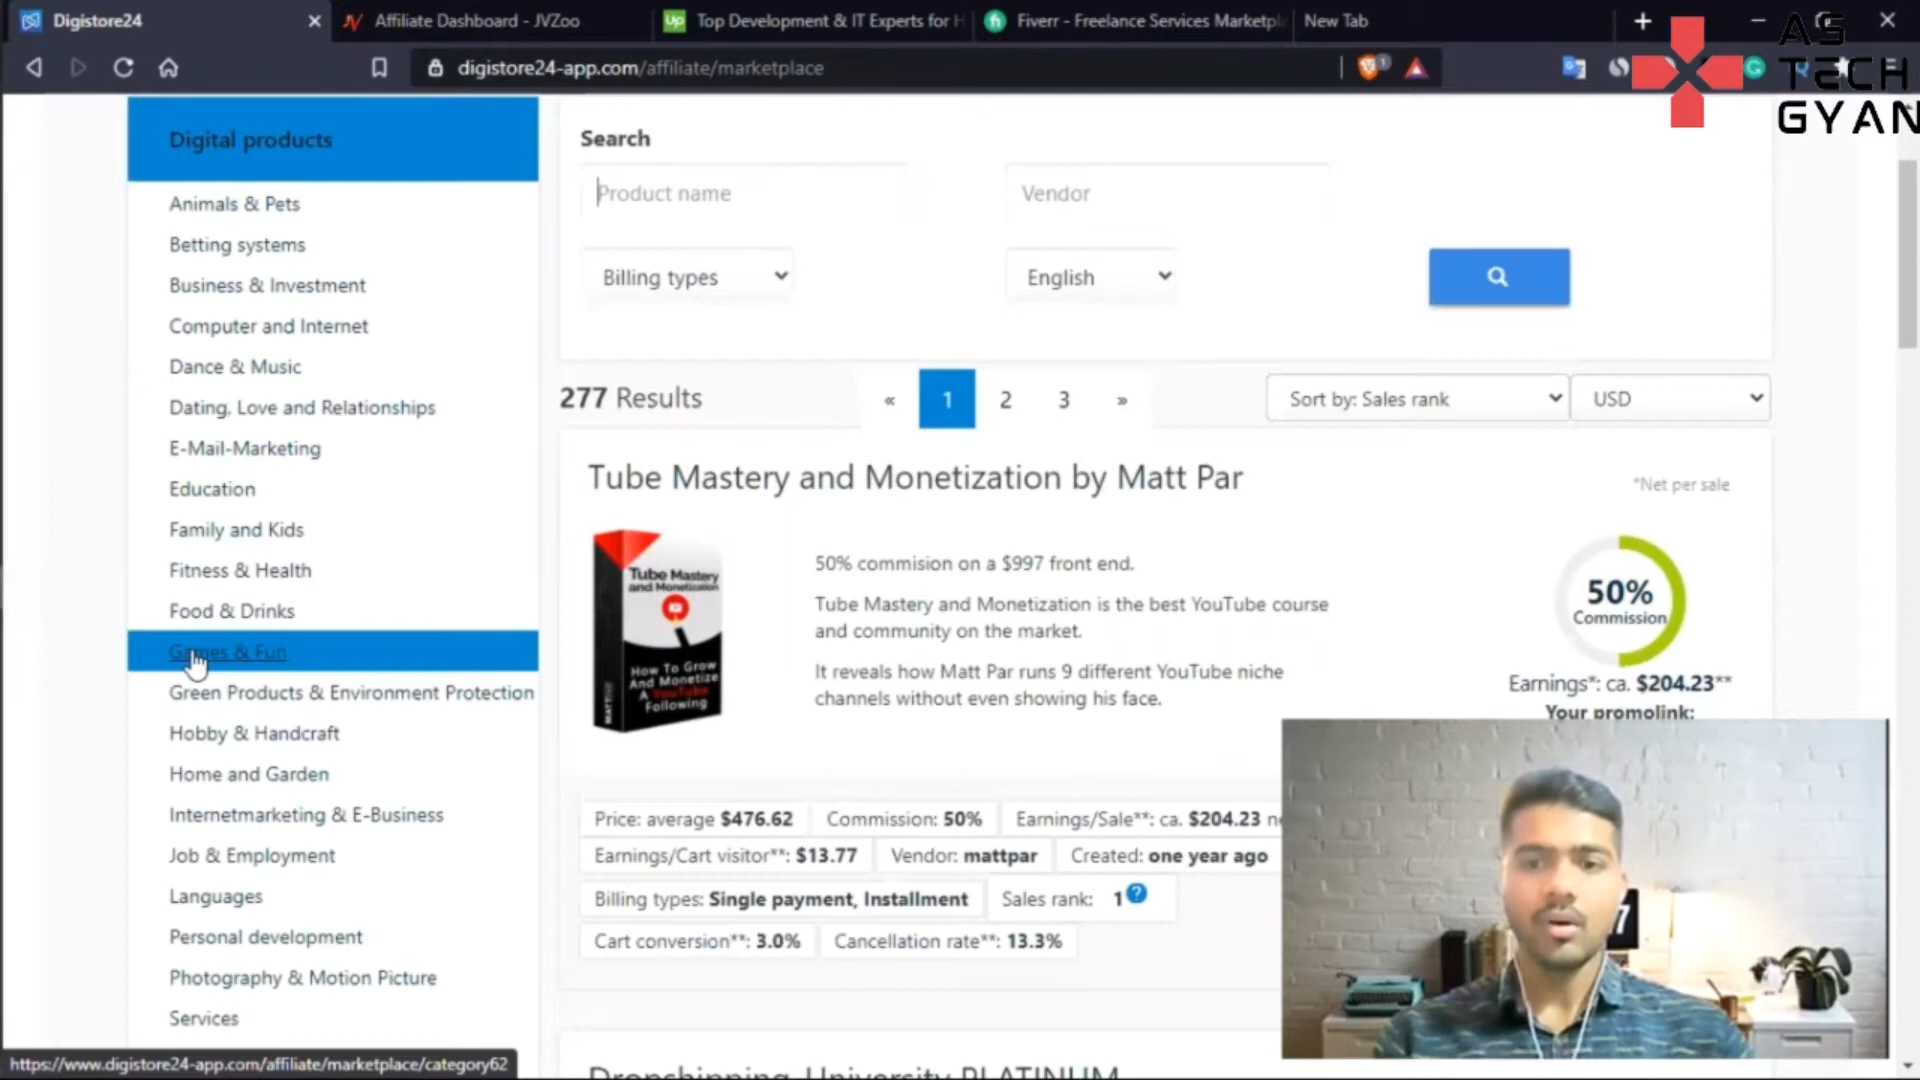 Digistore24
Affiliate Dashboard - JVZoo
Top Development & IT Experts for H
Fiverr - Freelance Services Marketpl
New Tab
digistore24-app.com/affiliate/marketplace
AS
TECH
GYAN
Digital products
Animals & Pets
Betting systems
Business & Investment
Computer and Internet
Dance & Music
Dating, Love and Relationships
E-Mail-Marketing
Education
Family and Kids
Fitness & Health
Food & Drinks
Games & Fun
Green Products & Environment Protection
Hobby & Handcraft
Home and Garden
Internetmarketing & E-Business
Job & Employment
Languages
Personal development
Photography & Motion Picture
Services
https://www.digistore24-app.com/affiliate/marketplace/category62
Search
Product name
Vendor
Billing types
English
277 Results
« 1 2 3 »
Sort by: Sales rank
USD
Tube Mastery and Monetization by Matt Par
*Net per sale
Tube Mastery
and Monetization
How To Grow
And Monetize
A YouTube
Following
50% commision on a $997 front end.
Tube Mastery and Monetization is the best YouTube course
and community on the market.
It reveals how Matt Par runs 9 different YouTube niche
channels without even showing his face.
50%
Commission
Earnings*: ca. $204.23**
Your promolink:
Price: average $476.62
Commission: 50%
Earnings/Sale**: ca. $204.23 ne
Earnings/Cart visitor**: $13.77
Vendor: mattpar
Created: one year ago
Billing types: Single payment, Installment
Sales rank: 1
Cart conversion**: 3.0%
Cancellation rate**: 13.3%
Dropshipping University PLATINUM
7